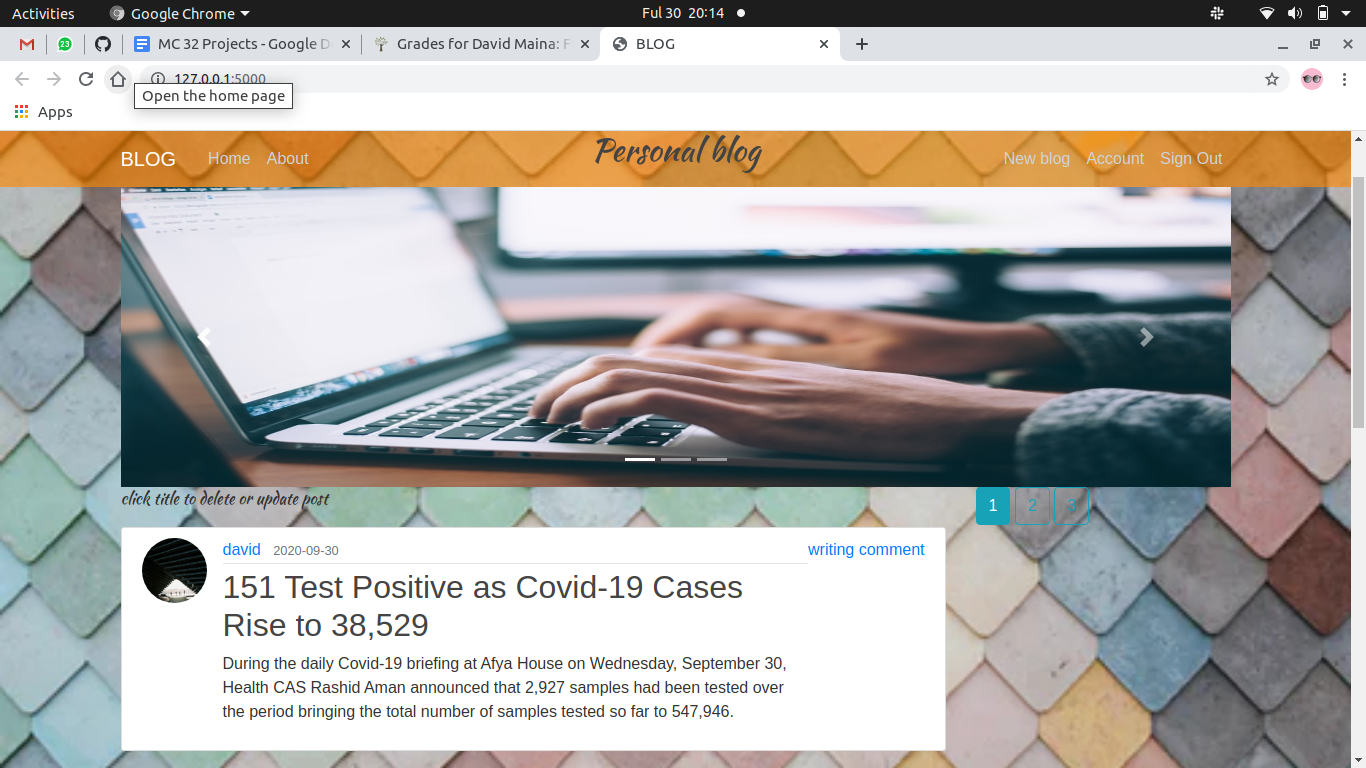 Activities
Google Chrome
Ful 30 20:14
23
MC 32 Projects - Google D
Grades for David Maina: F
BLOG
127.0.0.1:5000
Open the home page
Apps
BLOG Home About
Personal blog
New blog Account Sign Out
click title to delete or update post
1 2 3
david 2020-09-30
writing comment
151 Test Positive as Covid-19 Cases
Rise to 38,529
During the daily Covid-19 briefing at Afya House on Wednesday, September 30,
Health CAS Rashid Aman announced that 2,927 samples had been tested over
the period bringing the total number of samples tested so far to 547,946.